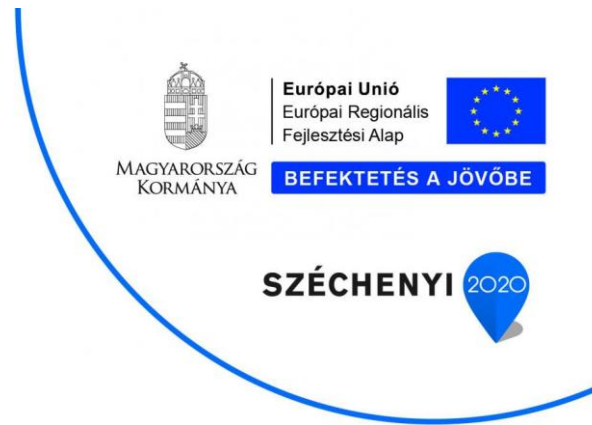 Európai Unió
Európai Regionális
Fejlesztési Alap
MAGYARORSZÁG
KORMÁNYA
BEFEKTETÉS A JÖVŐBE
SZÉCHENYI 2020